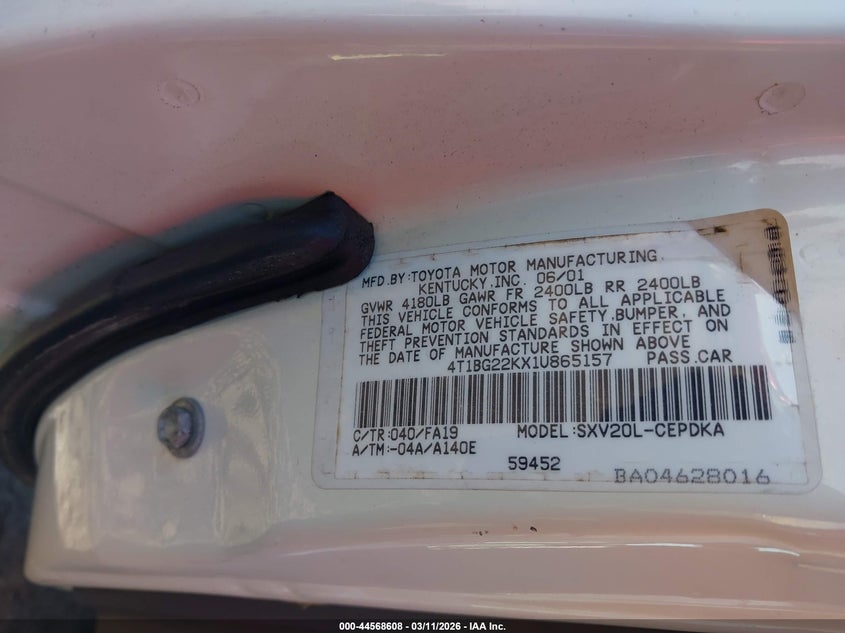 MFD.BY:TOYOTA MOTOR MANUFACTURING
KENTUCKY,INC. 06/01
GVWR 4180LB GAWR FR 2400LB RR 2400LB
THIS VEHICLE CONFORMS TO ALL APPLICABLE
FEDERAL MOTOR VEHICLE SAFETY,BUMPER, AND
THEFT PREVENTION STANDARDS IN EFFECT ON
THE DATE OF MANUFACTURE SHOWN ABOVE
4T1BG22KX1U865157 PASS.CAR
C/TR:040/FA19 MODEL:SXV20L-CEPDKA
A/TM:-04A/A140E
59452
BA04628016
000-44568608 - 03/11/2026 - IAA Inc.